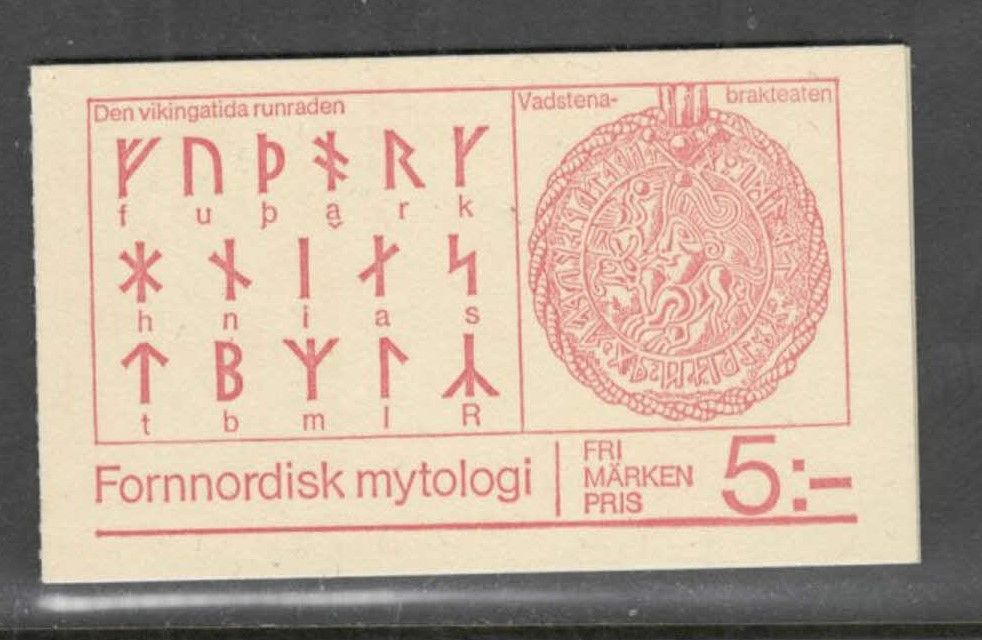 Den vikingatida runraden
ᚠ ᚢ ᚦ ᚬ ᚱ ᚴ
f u þ a̯ r k
ᚼ ᚾ ᛁ ᛅ ᛋ
h n i a s
ᛏ ᛒ ᛘ ᛚ ᛦ
t b m l R
Vadstena-brakteaten
Fornnordisk mytologi
FRI
MÄRKEN
PRIS
5:–